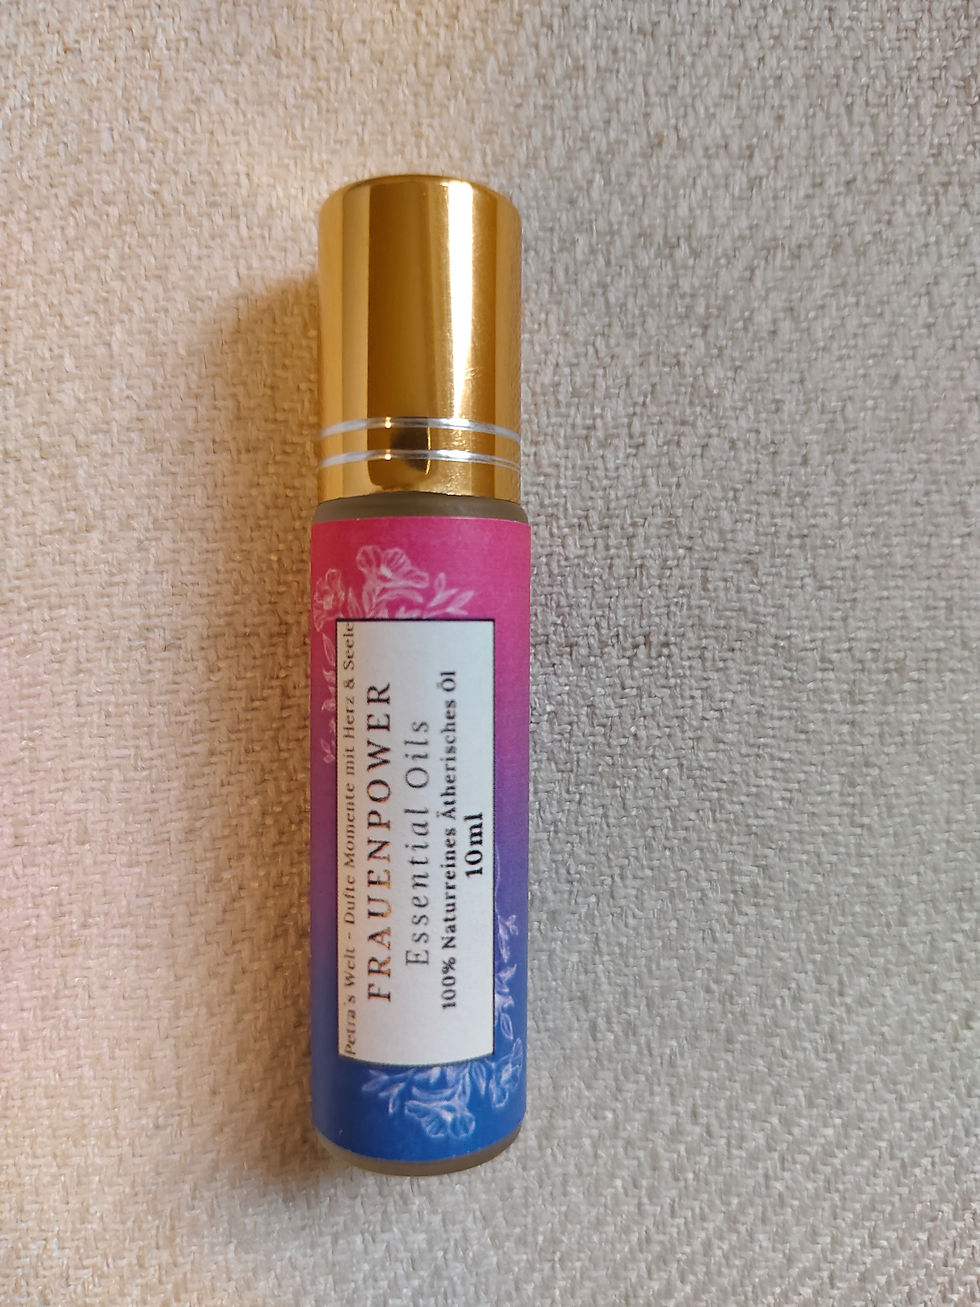 Petra's Welt - Dufte Momente mit Herz & Seele
FRAUENPOWER
Essential Oils
100% Naturreines Ätherisches Öl
10ml